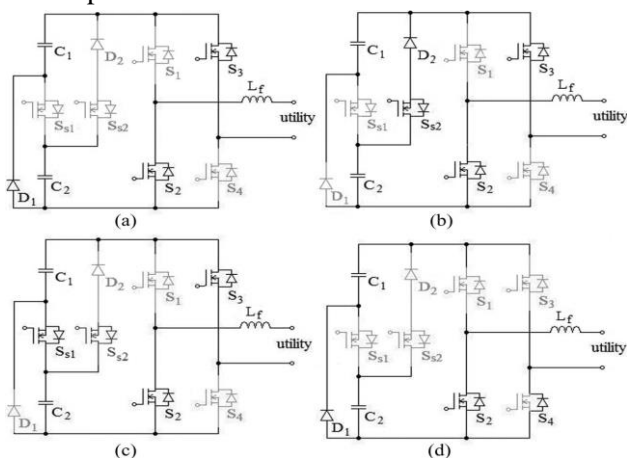 C1
D2
S1
S3
Lf
Ss1
Ss2
utility
D1
C2
S2
S4
(a)
C1
D2
S1
S3
Lf
Ss1
Ss2
utility
D1
C2
S2
S4
(b)
C1
D2
S1
S3
Lf
Ss1
Ss2
utility
D1
C2
S2
S4
(c)
C1
D2
S1
S3
Lf
Ss1
Ss2
utility
D1
C2
S2
S4
(d)